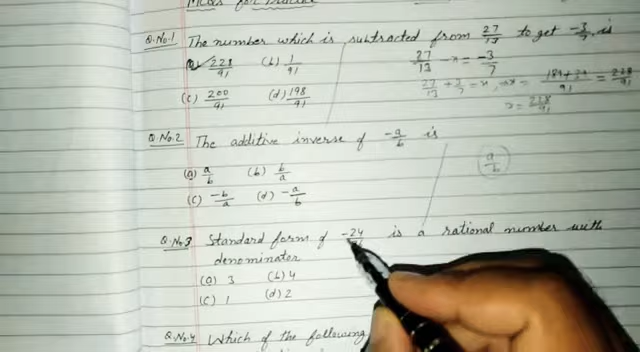 MCQs for Practice
Q.No.1 The number which is subtracted from 27/13 to get -3/7 is
(a) 228/91 (b) 1/91
27/13 - x = -3/7
(c) 200/91 (d) 198/91
27/13 + 3/7 = x, ⇒ x = 189+39/91 = 228/91
x = 228/91
Q.No.2 The additive inverse of -a/b is
(a) a/b (b) b/a
(a/b)
(c) -b/a (d) -a/b
Q.No.3 Standard form of -24/ is a rational number with
denominator
(a) 3 (b) 4
(c) 1 (d) 2
Q.No.4 Which of the following